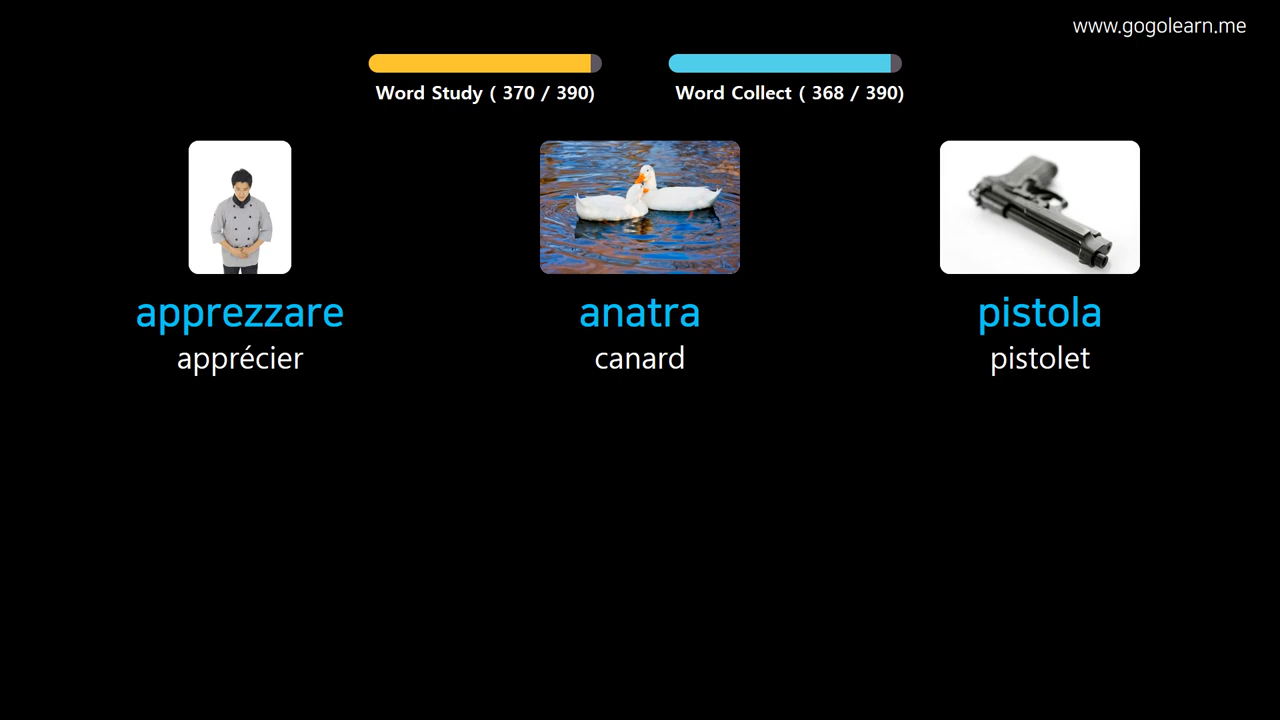 www.gogolearn.me
Word Study ( 370 / 390)
Word Collect ( 368 / 390)
apprezzare
anatra
pistola
apprécier
canard
pistolet